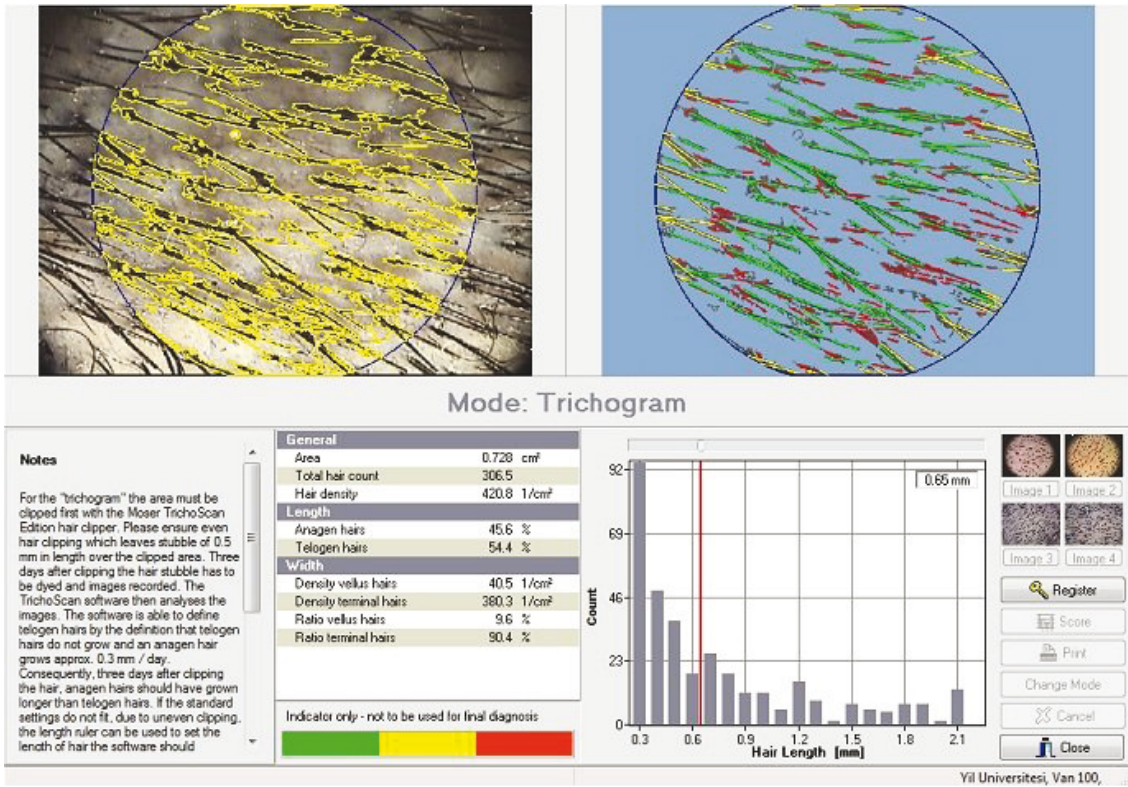 Mode: Trichogram
Notes
For the "trichogram" the area must be
clipped first with the Moser TrichoScan
Edition hair clipper. Please ensure even
hair clipping which leaves stubble of 0.5
mm in length over the clipped area. Three
days after clipping the hair stubble has to
be dyed and images recorded. The
TrichoScan software then analyses the
images. The software is able to define
telogen hairs by the definition that telogen
hairs do not grow and an anagen hair
grows approx. 0.3 mm / day.
Consequently, three days after clipping
the hair, anagen hairs should have grown
longer than telogen hairs. If the standard
settings do not fit, due to uneven clipping,
the length ruler can be used to set the
length of hair the software should
General
Area 0.728 cm²
Total hair count 306.5
Hair density 420.8 1/cm²
Length
Anagen hairs 45.6 %
Telogen hairs 54.4 %
Width
Density vellus hairs 40.5 1/cm²
Density terminal hairs 380.3 1/cm²
Ratio vellus hairs 9.6 %
Ratio terminal hairs 90.4 %
Indicator only - not to be used for final diagnosis
0.65 mm
Count
92
69
46
23
0
0.3 0.6 0.9 1.2 1.5 1.8 2.1
Hair Length [mm]
Image 1 Image 2
Image 3 Image 4
Register
Score
Print
Change Mode
Cancel
Close
Yil Universitesi, Van 100,